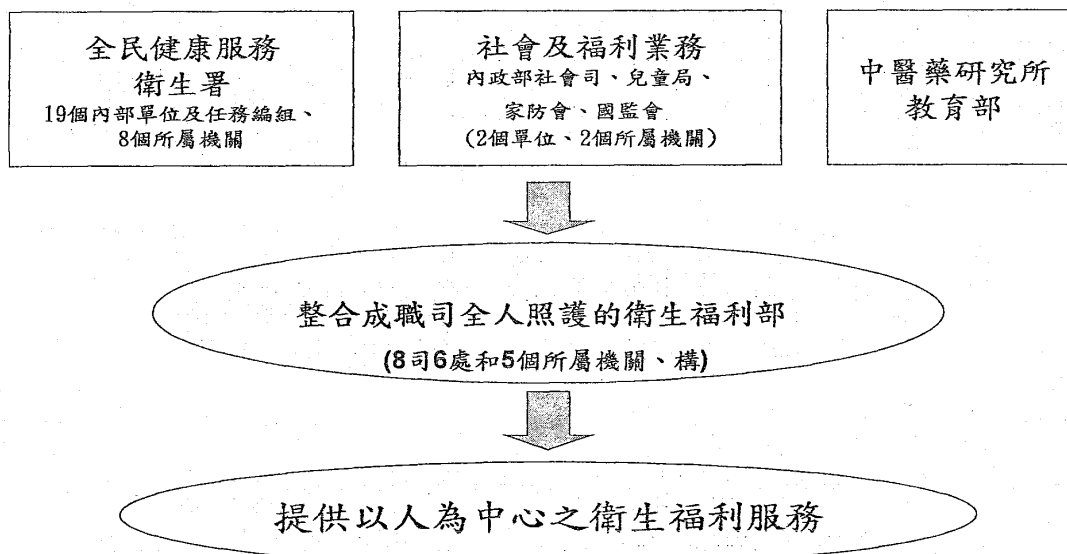 全民健康服務
衛生署
19個內部單位及任務編組、
8個所屬機關
社會及福利業務
內政部社會司、兒童局、
家防會、國監會
(2個單位、2個所屬機關)
中醫藥研究所
教育部
整合成職司全人照護的衛生福利部
(8司6處和5個所屬機關、構)
提供以人為中心之衛生福利服務